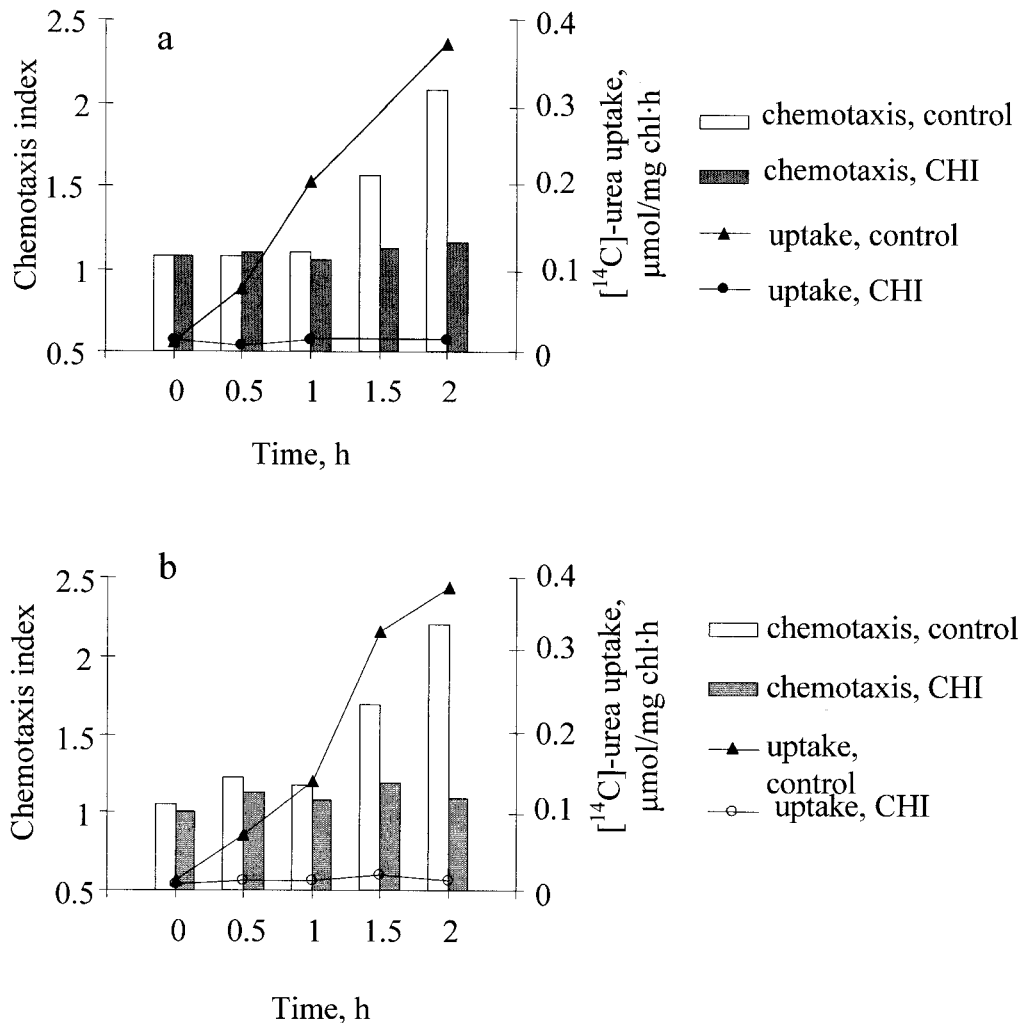 a
2.5
2
1.5
1
0.5
Chemotaxis index
0.4
0.3
0.2
0.1
0
[¹⁴C]-urea uptake,
µmol/mg chl·h
0 0.5 1 1.5 2
Time, h
chemotaxis, control
chemotaxis, CHI
uptake, control
uptake, CHI
b
2.5
2
1.5
1
0.5
Chemotaxis index
0.4
0.3
0.2
0.1
0
[¹⁴C]-urea uptake,
µmol/mg chl·h
0 0.5 1 1.5 2
Time, h
chemotaxis, control
chemotaxis, CHI
uptake,
control
uptake, CHI